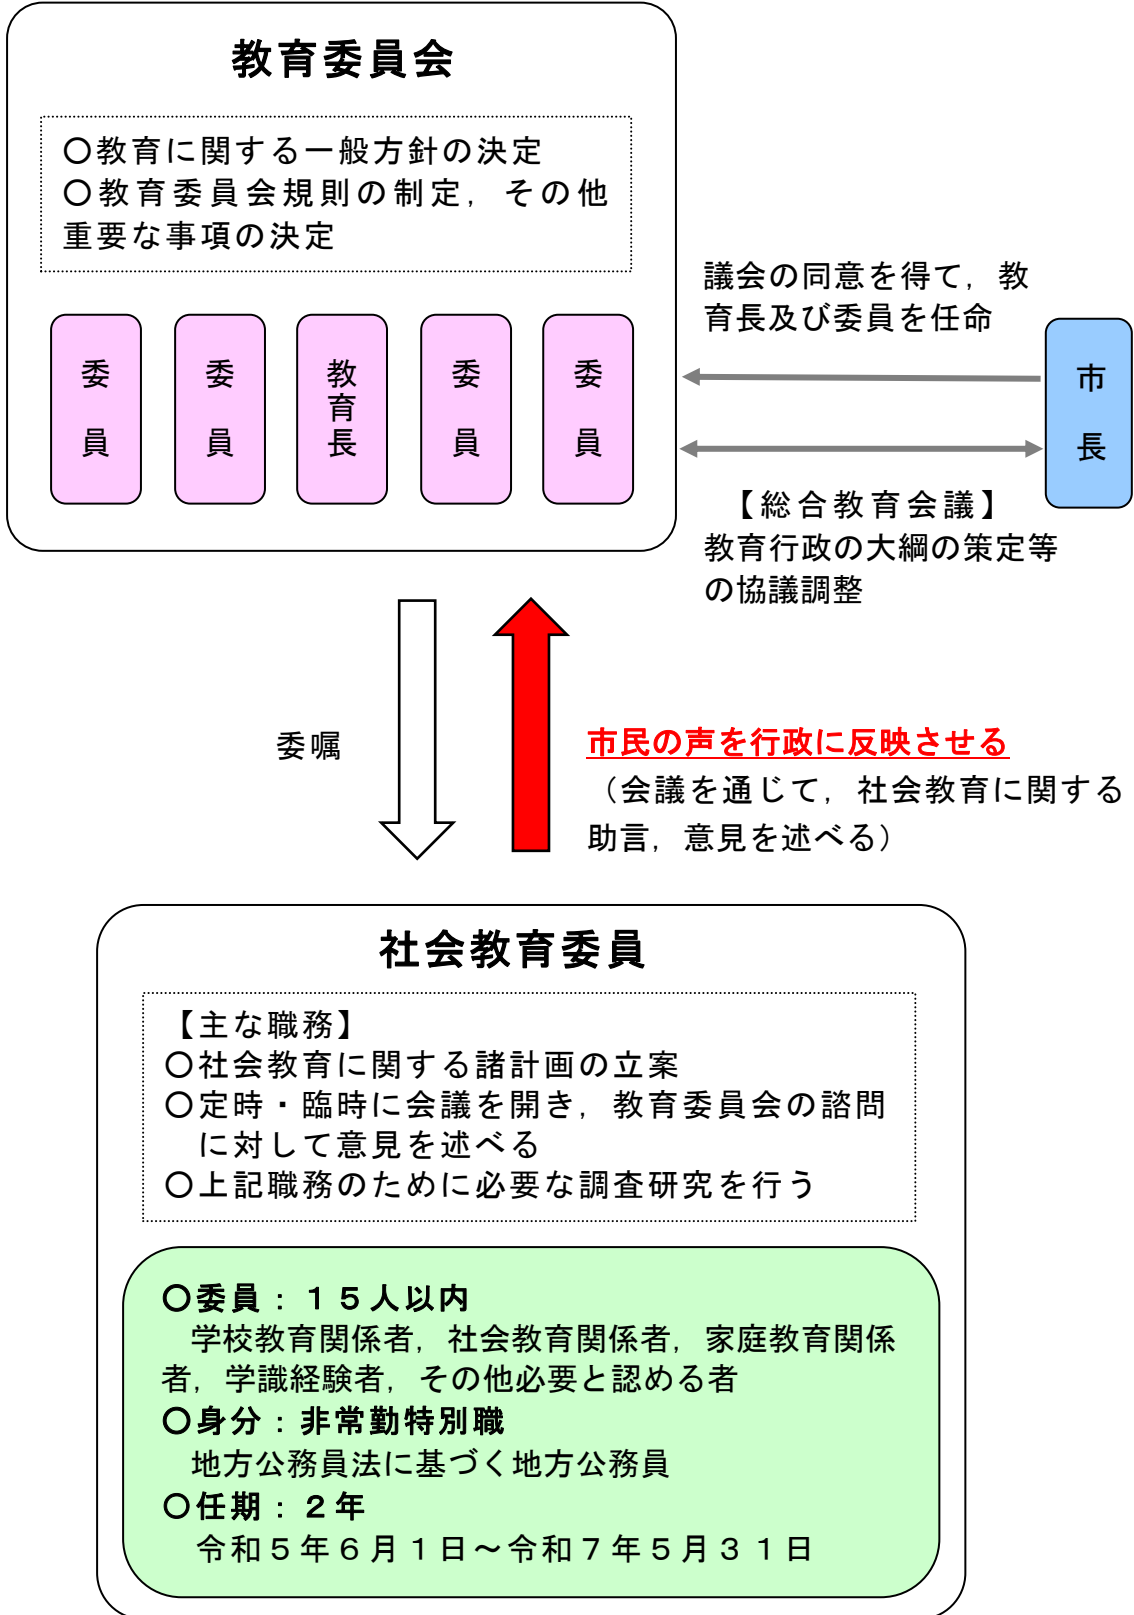 教育委員会
〇教育に関する一般方針の決定
〇教育委員会規則の制定，その他
重要な事項の決定
議会の同意を得て，教
育長及び委員を任命
委員
委員
教育長
委員
委員
市長
【総合教育会議】
教育行政の大綱の策定等
の協議調整
委嘱
市民の声を行政に反映させる
（会議を通じて，社会教育に関する
助言，意見を述べる）
社会教育委員
【主な職務】
〇社会教育に関する諸計画の立案
〇定時・臨時に会議を開き，教育委員会の諮問
に対して意見を述べる
〇上記職務のために必要な調査研究を行う
〇委員：１５人以内
学校教育関係者，社会教育関係者，家庭教育関係
者，学識経験者，その他必要と認める者
〇身分：非常勤特別職
地方公務員法に基づく地方公務員
〇任期：２年
令和５年６月１日～令和７年５月３１日